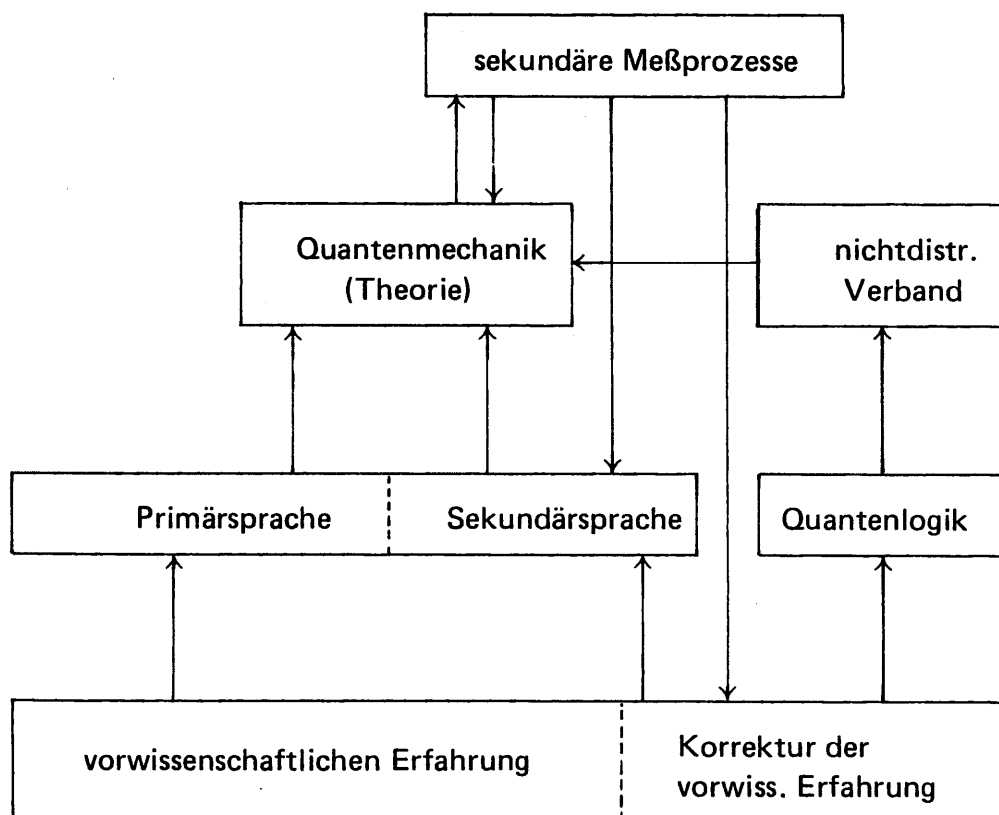 sekundäre Meßprozesse
Quantenmechanik
(Theorie)
nichtdistr.
Verband
Primärsprache
Sekundärsprache
Quantenlogik
vorwissenschaftlichen Erfahrung
Korrektur der
vorwiss. Erfahrung